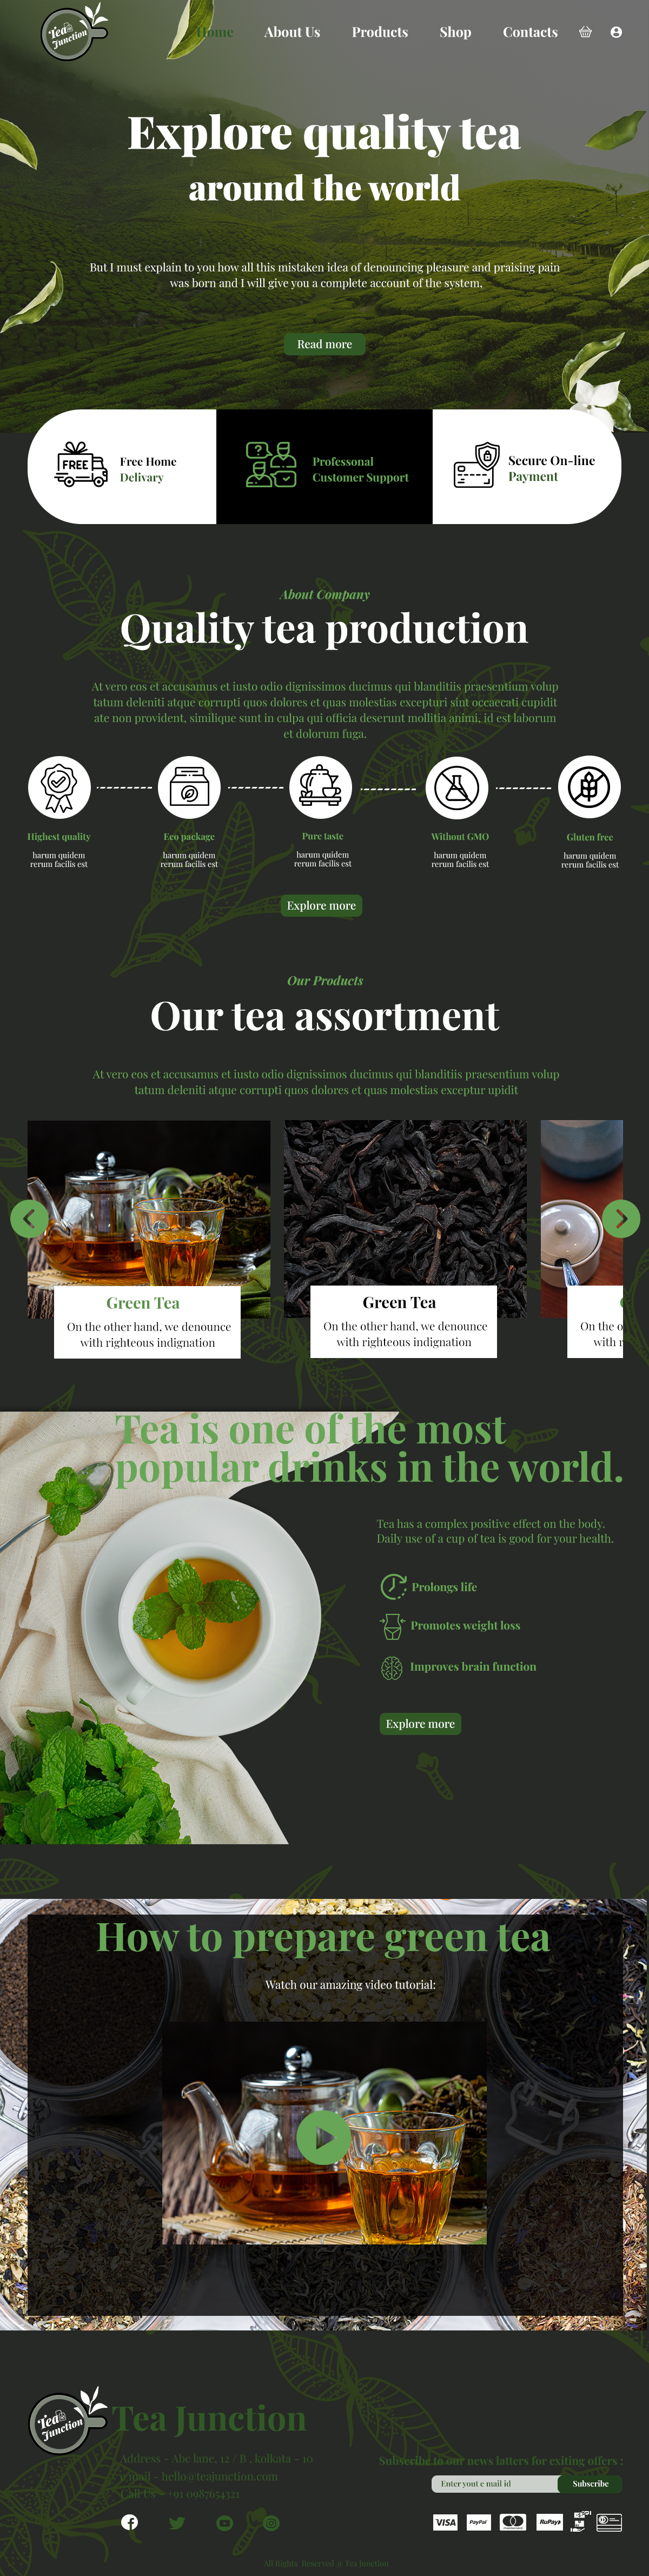 Tea
Junction
Home About Us Products Shop Contacts
Explore quality tea
around the world
But I must explain to you how all this mistaken idea of denouncing pleasure and praising pain
was born and I will give you a complete account of the system,
Read more
FREE
Free Home
Delivery
Professonal
Customer Support
Secure On-line
Payment
About Company
Quality tea production
At vero eos et accusamus et iusto odio dignissimos ducimus qui blanditiis praesentium volup
tatum deleniti atque corrupti quos dolores et quas molestias excepturi sint occaecati cupidit
ate non provident, similique sunt in culpa qui officia deserunt mollitia animi, id est laborum
et dolorum fuga.
Highest quality
harum quidem
rerum facilis est
Eco package
harum quidem
rerum facilis est
Pure taste
harum quidem
rerum facilis est
Without GMO
harum quidem
rerum facilis est
Gluten free
harum quidem
rerum facilis est
Explore more
Our Products
Our tea assortment
At vero eos et accusamus et iusto odio dignissimos ducimus qui blanditiis praesentium volup
tatum deleniti atque corrupti quos dolores et quas molestias exceptur upidit
Green Tea
On the other hand, we denounce
with righteous indignation
Green Tea
On the other hand, we denounce
with righteous indignation
On the o
with r
Tea is one of the most
popular drinks in the world.
Tea has a complex positive effect on the body.
Daily use of a cup of tea is good for your health.
Prolongs life
Promotes weight loss
Improves brain function
Explore more
How to prepare green tea
Watch our amazing video tutorial:
Tea
Junction
Tea Junction
Address - Abc lane, 12 / B , kolkata - 10
e mail - hello@teajunction.com
Call Us - +91 0987654321
Subscribe to our news latters for exiting offers :
Enter yout e mail id
Subscribe
VISA
PayPal
RuPay
All Rights Reserved @ Tea Junction